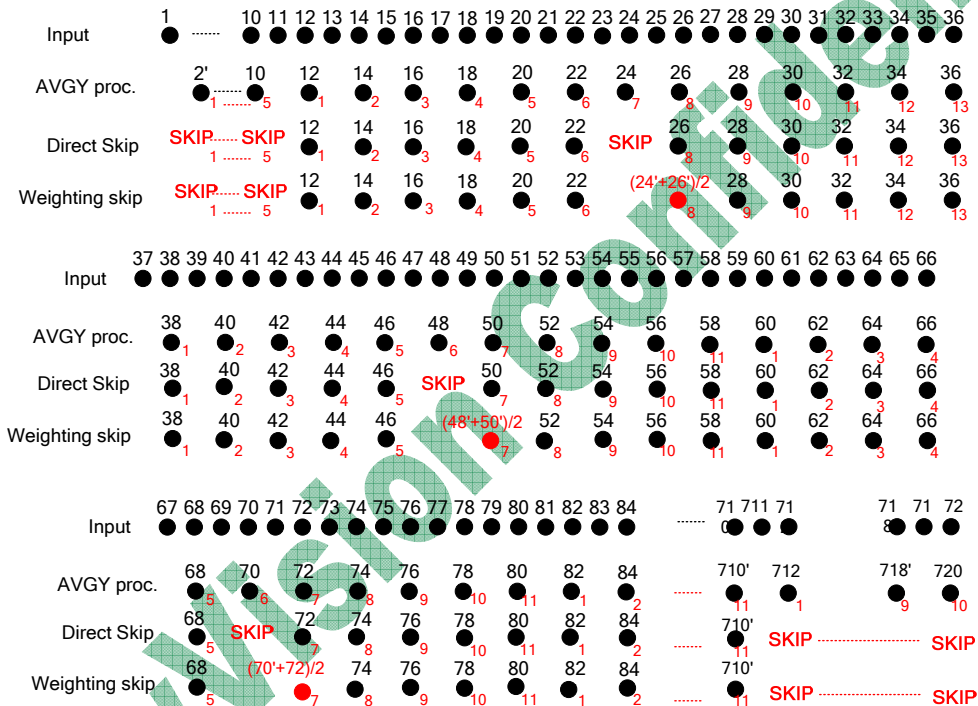 Input 1 10 11 12 13 14 15 16 17 18 19 20 21 22 23 24 25 26 27 28 29 30 31 32 33 34 35 36
AVGY proc. 2' 10 12 14 16 18 20 22 24 26 28 30 32 34 36
1 5 1 2 3 4 5 6 7 8 9 10 11 12 13
Direct Skip SKIP SKIP 12 14 16 18 20 22 SKIP 26 28 30 32 34 36
1 5 1 2 3 4 5 6 8 9 10 11 12 13
Weighting skip SKIP SKIP 12 14 16 18 20 22 (24'+26')/2 28 30 32 34 36
1 5 1 2 3 4 5 6 8 9 10 11 12 13
Input 37 38 39 40 41 42 43 44 45 46 47 48 49 50 51 52 53 54 55 56 57 58 59 60 61 62 63 64 65 66
AVGY proc. 38 40 42 44 46 48 50 52 54 56 58 60 62 64 66
1 2 3 4 5 6 7 8 9 10 11 1 2 3 4
Direct Skip 38 40 42 44 46 SKIP 50 52 54 56 58 60 62 64 66
1 2 3 4 5 7 8 9 10 11 1 2 3 4
Weighting skip 38 40 42 44 46 (48'+50')/2 52 54 56 58 60 62 64 66
1 2 3 4 5 7 8 9 10 11 1 2 3 4
Input 67 68 69 70 71 72 73 74 75 76 77 78 79 80 81 82 83 84 71 711 71 71 71 72
AVGY proc. 68 70 72 74 76 78 80 82 84 710' 712 718' 720
5 6 7 8 9 10 11 1 2 11 1 9 10
Direct Skip 68 SKIP 72 74 76 78 80 82 84 710' SKIP SKIP
5 7 8 9 10 11 1 2 11
Weighting skip 68 (70'+72)/2 74 76 78 80 82 84 710' SKIP SKIP
5 7 8 9 10 11 1 2 11
Vision Confiden